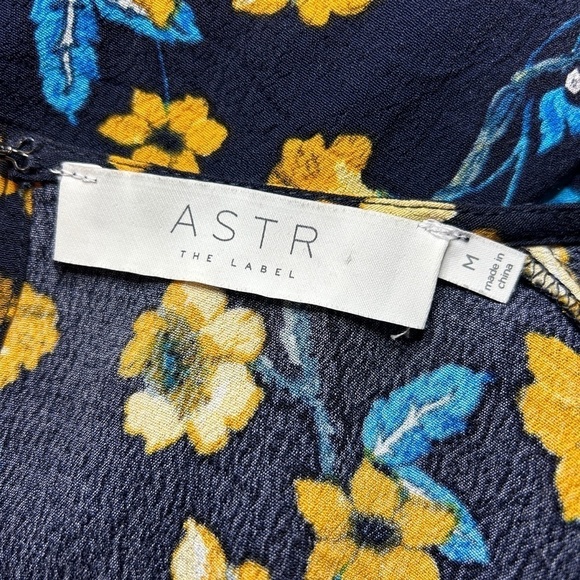 ASTR
THE LABEL
M
made in
china